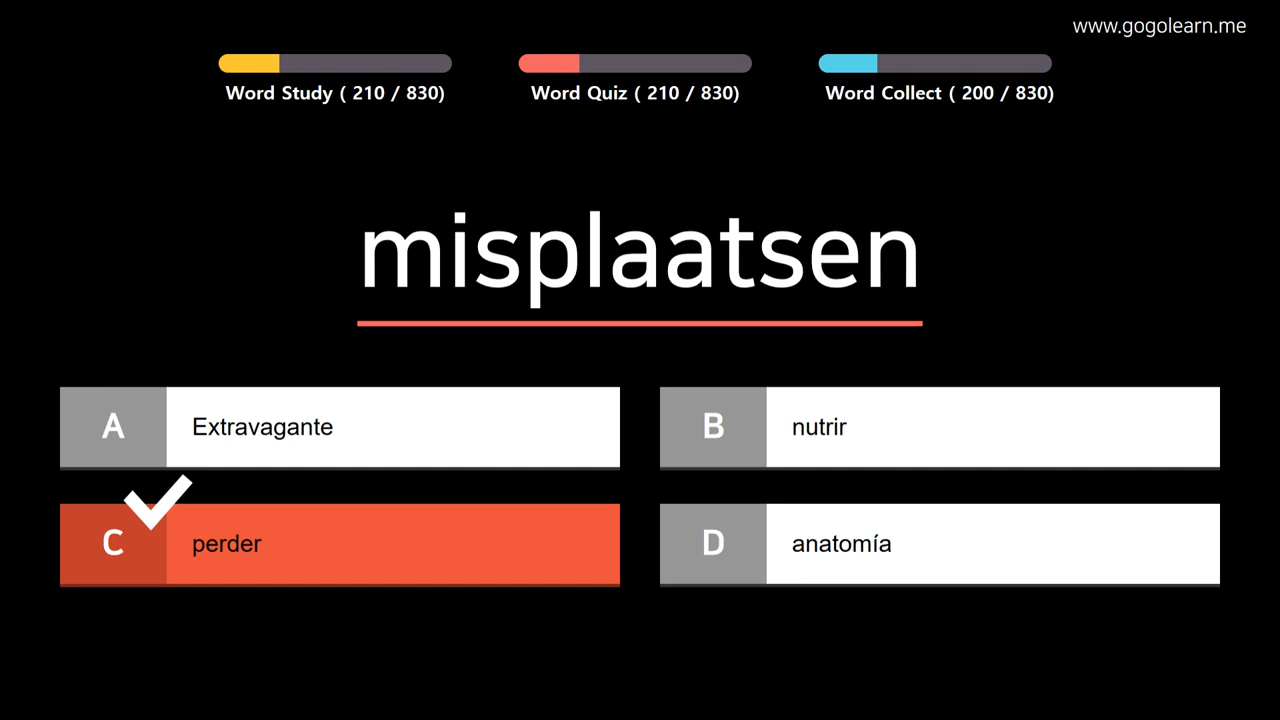 www.gogolearn.me
Word Study ( 210 / 830)
Word Quiz ( 210 / 830)
Word Collect ( 200 / 830)
misplaatsen
A
Extravagante
B
nutrir
C
perder
D
anatomía